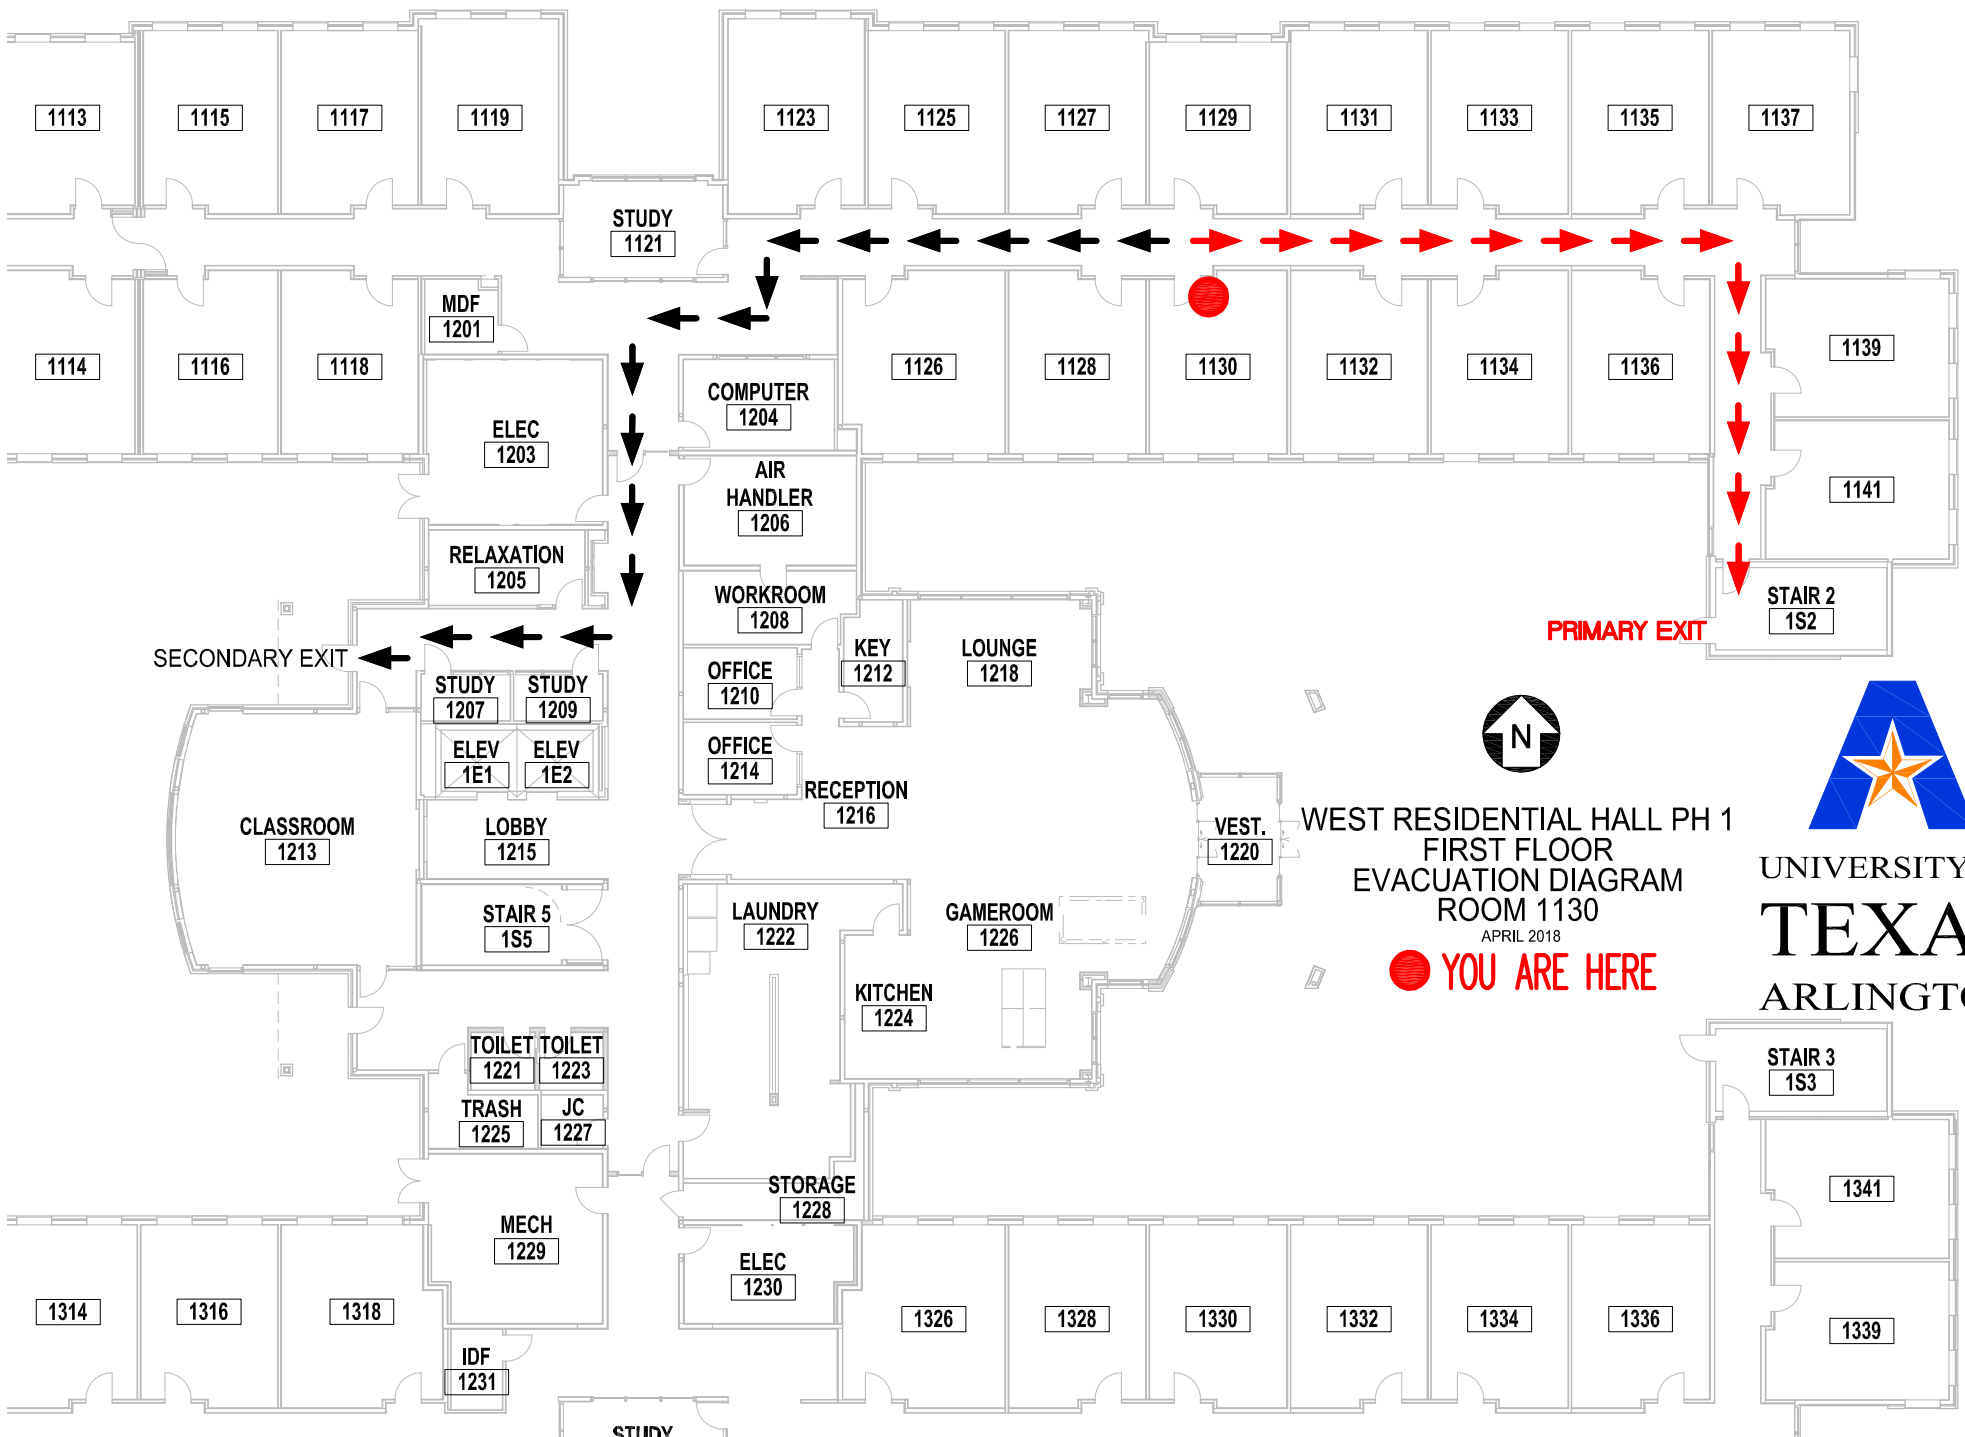 1113
1115
1117
1119
1123
1125
1127
1129
1131
1133
1135
1137
STUDY
1121
MDF
1201
1114
1116
1118
1126
1128
1130
1132
1134
1136
1139
COMPUTER
1204
ELEC
1203
AIR
HANDLER
1206
1141
RELAXATION
1205
WORKROOM
1208
STAIR 2
1S2
PRIMARY EXIT
SECONDARY EXIT
KEY
1212
LOUNGE
1218
OFFICE
1210
STUDY
1207
STUDY
1209
N
ELEV
1E1
ELEV
1E2
OFFICE
1214
RECEPTION
1216
CLASSROOM
1213
LOBBY
1215
VEST.
1220
WEST RESIDENTIAL HALL PH 1
FIRST FLOOR
EVACUATION DIAGRAM
ROOM 1130
APRIL 2018
YOU ARE HERE
UNIVERSITY
TEXA
ARLINGTO
STAIR 5
1S5
LAUNDRY
1222
GAMEROOM
1226
KITCHEN
1224
TOILET
1221
TOILET
1223
STAIR 3
1S3
TRASH
1225
JC
1227
STORAGE
1228
1341
MECH
1229
ELEC
1230
1314
1316
1318
1326
1328
1330
1332
1334
1336
1339
IDF
1231
STUDY